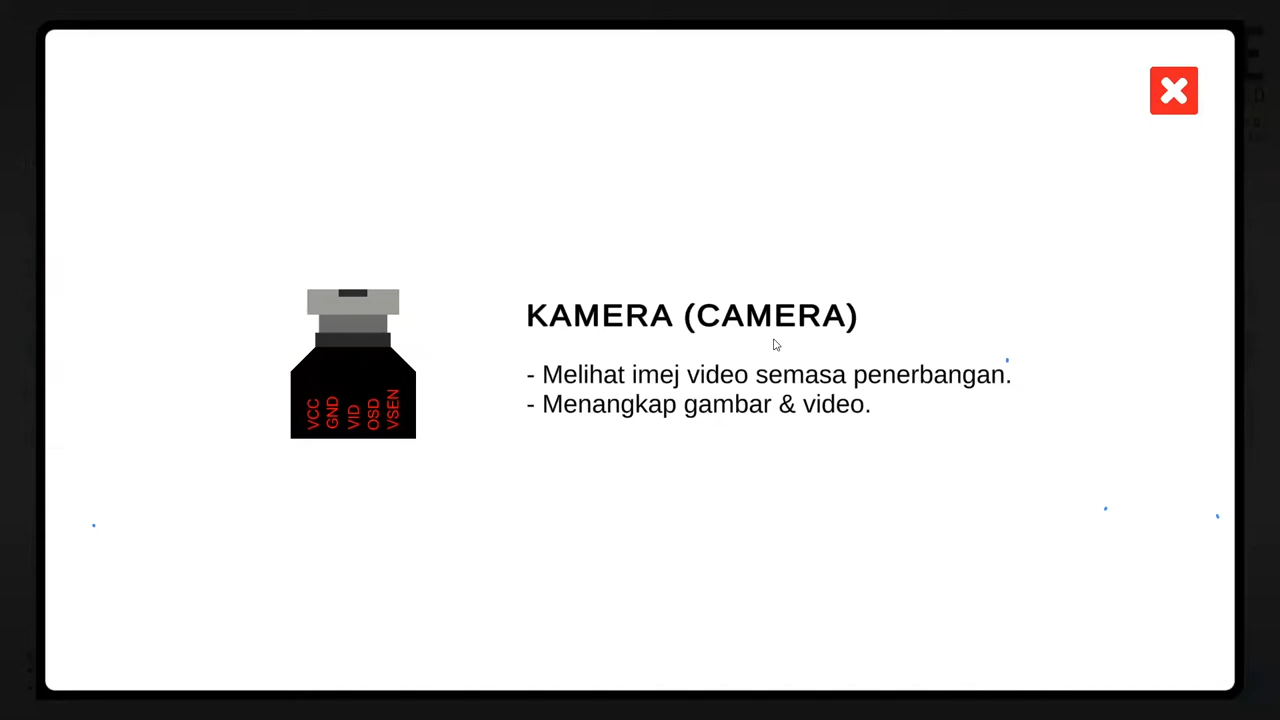 KAMERA (CAMERA)
- Melihat imej video semasa penerbangan.
- Menangkap gambar & video.
VCC
GND
VID
OSD
VSEN